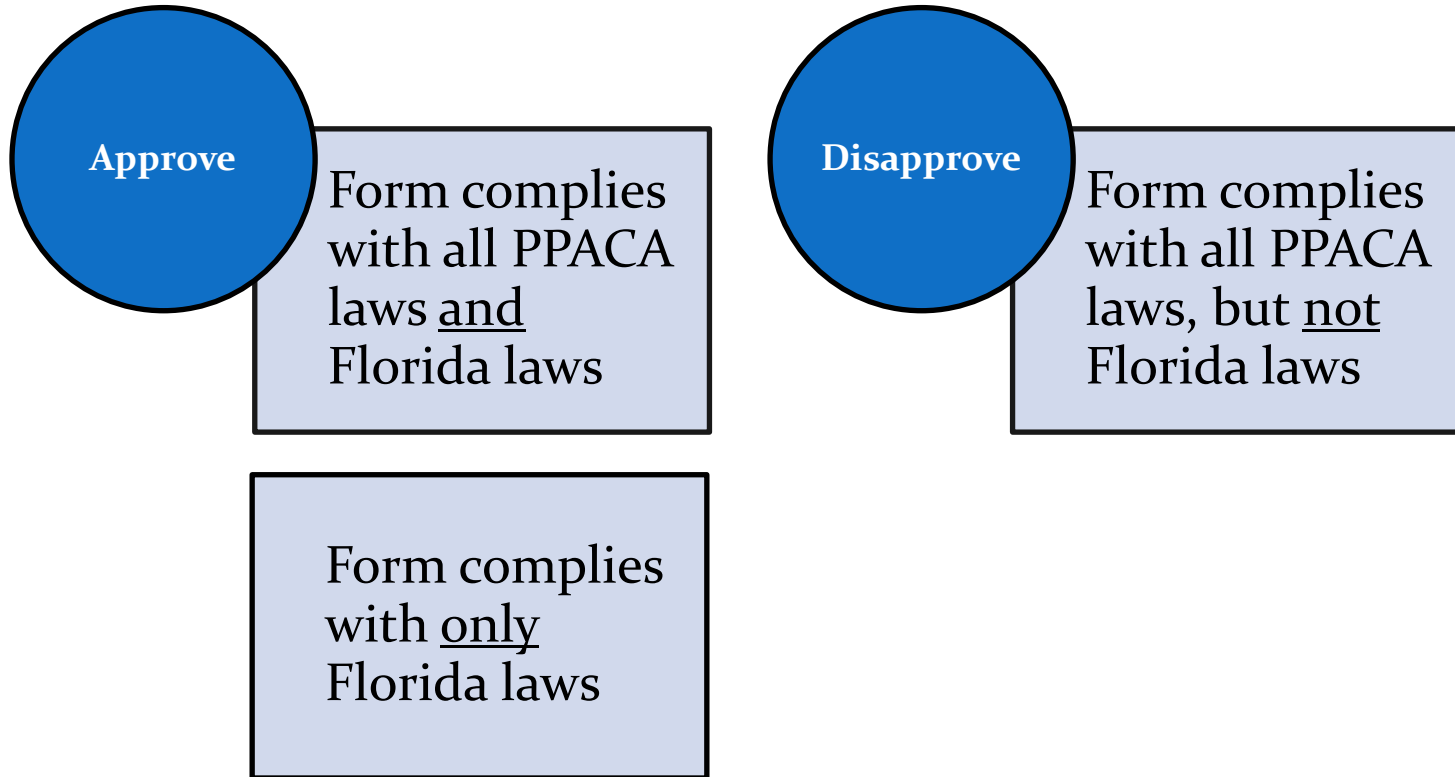 Approve
Form complies
with all PPACA
laws and
Florida laws
Disapprove
Form complies
with all PPACA
laws, but not
Florida laws
Form complies
with only
Florida laws